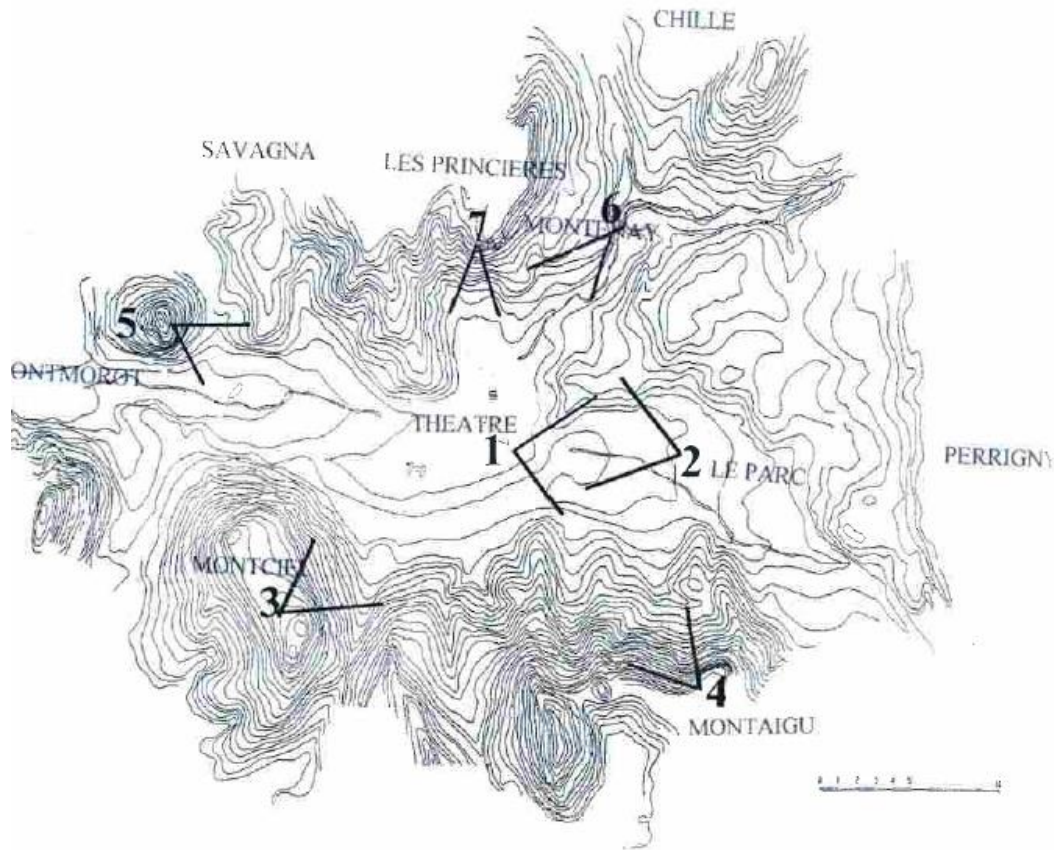 CHILLE
SAVAGNA
LES PRINCIERES
6
7
MONTENAY
5
ONTMOROT
THEATRE
1
2
LE PARC
PERRIGNY
MONTCIEL
3
4
MONTAIGU